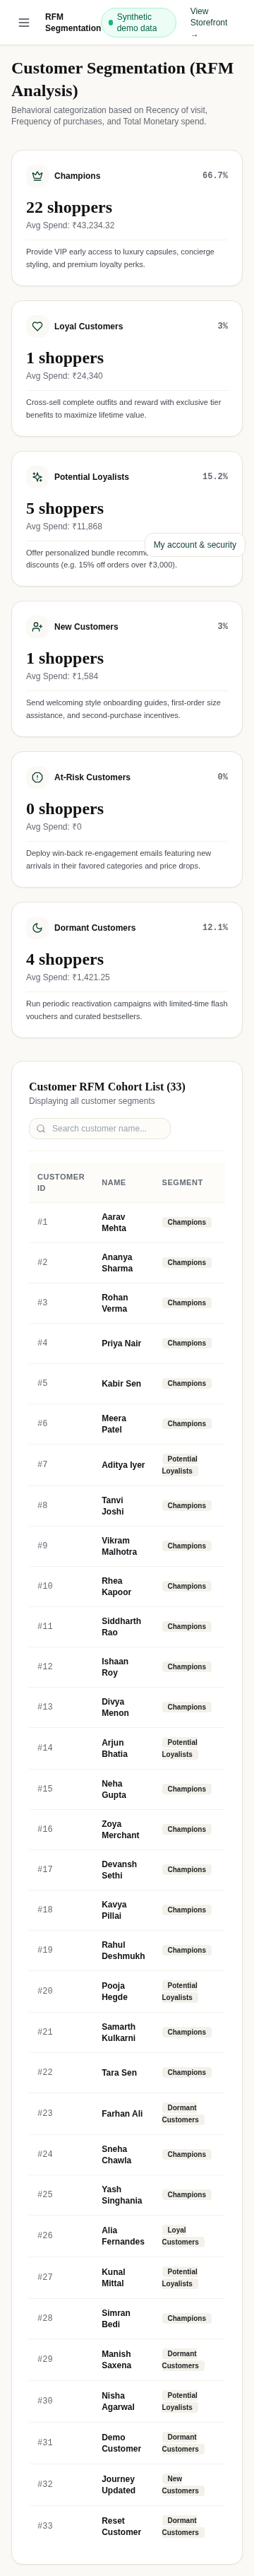 RFM Segmentation
Synthetic demo data
View Storefront →
Customer Segmentation (RFM
Analysis)
Behavioral categorization based on Recency of visit,
Frequency of purchases, and Total Monetary spend.
Champions 66.7%
22 shoppers
Avg Spend: ₹43,234.32
Provide VIP early access to luxury capsules, concierge
styling, and premium loyalty perks.
Loyal Customers 3%
1 shoppers
Avg Spend: ₹24,340
Cross-sell complete outfits and reward with exclusive tier
benefits to maximize lifetime value.
Potential Loyalists 15.2%
5 shoppers
Avg Spend: ₹11,868
My account & security
Offer personalized bundle
discounts (e.g. 15% off orders over ₹3,000).
New Customers 3%
1 shoppers
Avg Spend: ₹1,584
Send welcoming style onboarding guides, first-order size
assistance, and second-purchase incentives.
At-Risk Customers 0%
0 shoppers
Avg Spend: ₹0
Deploy win-back re-engagement emails featuring new
arrivals in their favored categories and price drops.
Dormant Customers 12.1%
4 shoppers
Avg Spend: ₹1,421.25
Run periodic reactivation campaigns with limited-time flash
vouchers and curated bestsellers.
Customer RFM Cohort List (33)
Displaying all customer segments
Search customer name...
CUSTOMER ID NAME SEGMENT
#1 Aarav Mehta Champions
#2 Ananya Sharma Champions
#3 Rohan Verma Champions
#4 Priya Nair Champions
#5 Kabir Sen Champions
#6 Meera Patel Champions
#7 Aditya Iyer Potential Loyalists
#8 Tanvi Joshi Champions
#9 Vikram Malhotra Champions
#10 Rhea Kapoor Champions
#11 Siddharth Rao Champions
#12 Ishaan Roy Champions
#13 Divya Menon Champions
#14 Arjun Bhatia Potential Loyalists
#15 Neha Gupta Champions
#16 Zoya Merchant Champions
#17 Devansh Sethi Champions
#18 Kavya Pillai Champions
#19 Rahul Deshmukh Champions
#20 Pooja Hegde Potential Loyalists
#21 Samarth Kulkarni Champions
#22 Tara Sen Champions
#23 Farhan Ali Dormant Customers
#24 Sneha Chawla Champions
#25 Yash Singhania Champions
#26 Alia Fernandes Loyal Customers
#27 Kunal Mittal Potential Loyalists
#28 Simran Bedi Champions
#29 Manish Saxena Dormant Customers
#30 Nisha Agarwal Potential Loyalists
#31 Demo Customer Dormant Customers
#32 Journey Updated New Customers
#33 Reset Customer Dormant Customers